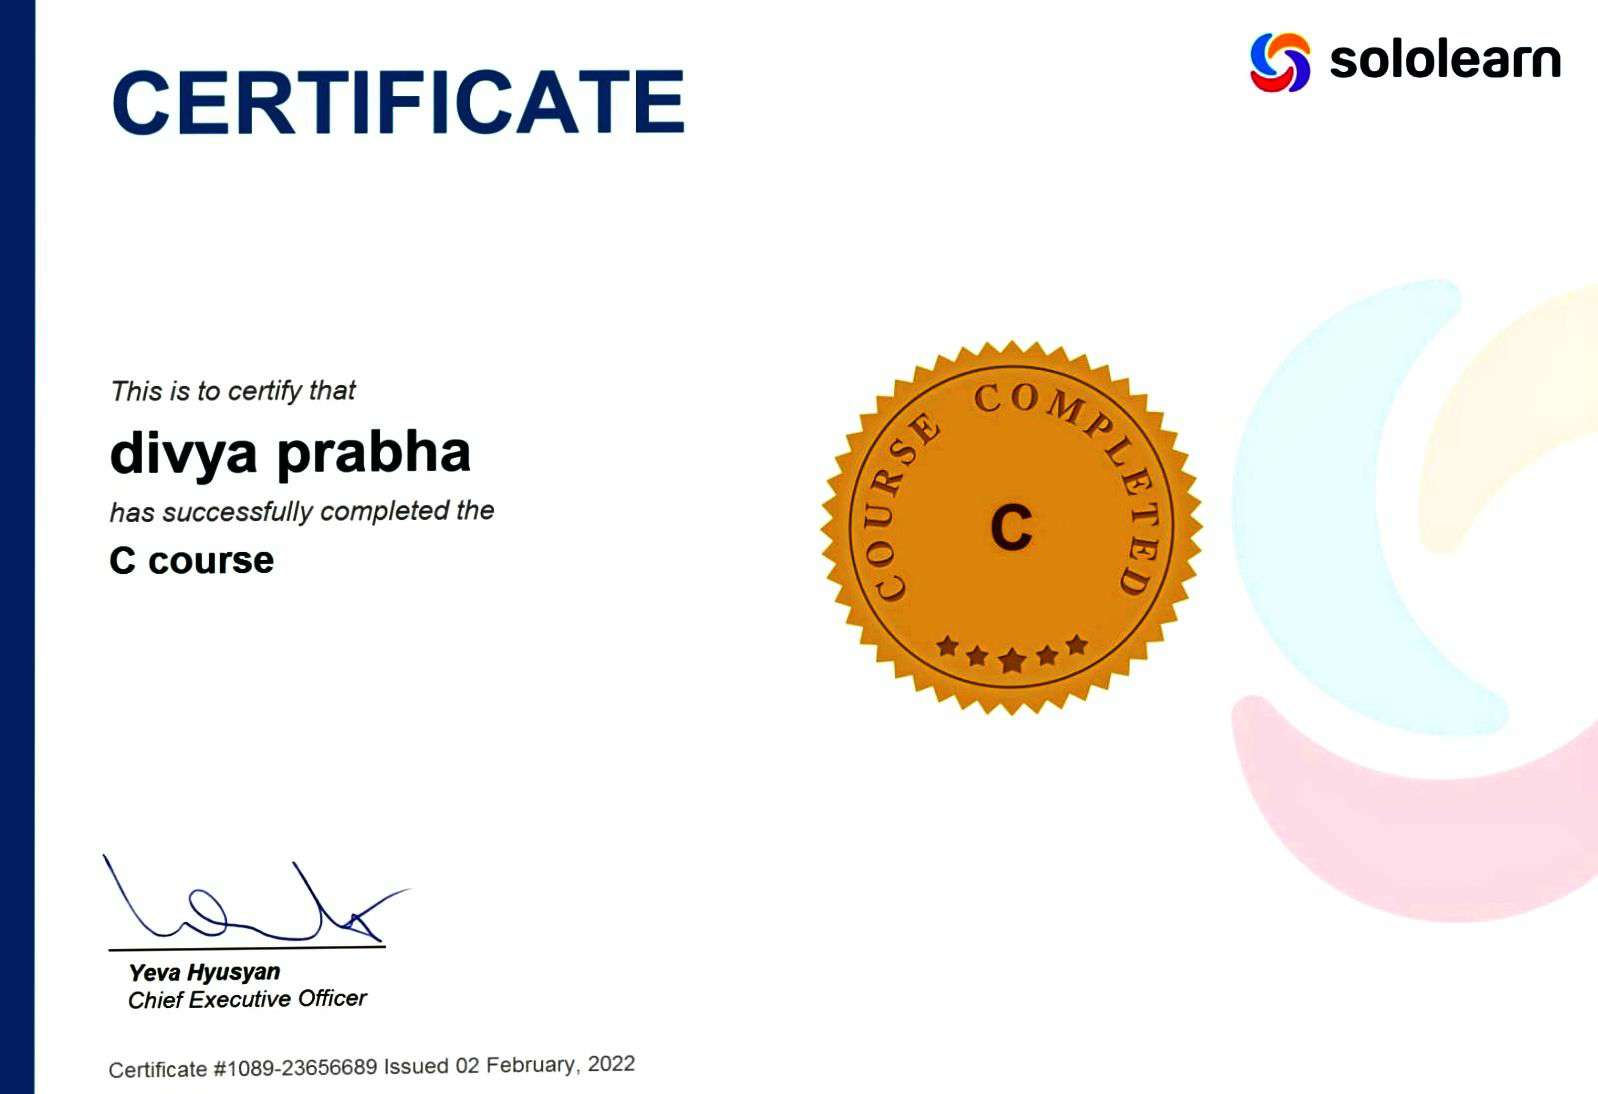 CERTIFICATE
sololearn
This is to certify that
divya prabha
has successfully completed the
C course
COURSE COMPLETED
C
Yeva Hyusyan
Chief Executive Officer
Certificate #1089-23656689 Issued 02 February, 2022